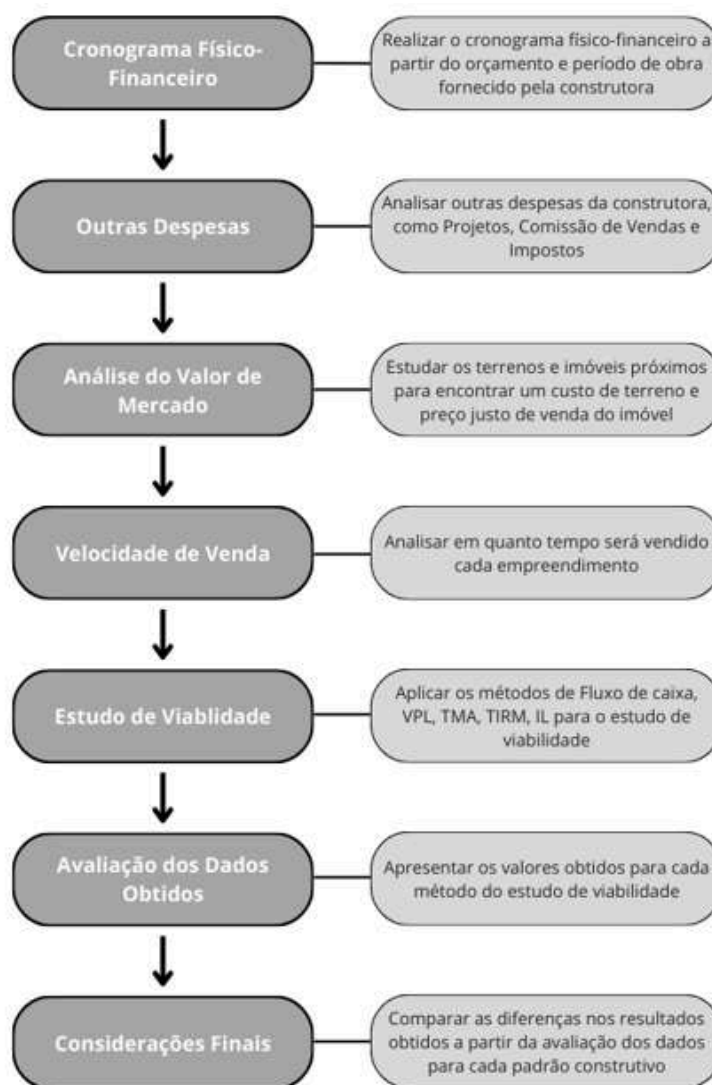 Cronograma Físico-
Financeiro
Realizar o cronograma físico-financeiro a
partir do orçamento e período de obra
fornecido pela construtora
Outras Despesas
Analisar outras despesas da construtora,
como Projetos, Comissão de Vendas e
Impostos
Análise do Valor de
Mercado
Estudar os terrenos e imóveis próximos
para encontrar um custo de terreno e
preço justo de venda do imóvel
Velocidade de Venda
Analisar em quanto tempo será vendido
cada empreendimento
Estudo de Viablidade
Aplicar os métodos de Fluxo de caixa,
VPL, TMA, TIRM, IL para o estudo de
viabilidade
Avaliação dos Dados
Obtidos
Apresentar os valores obtidos para cada
método do estudo de viabilidade
Considerações Finais
Comparar as diferenças nos resultados
obtidos a partir da avaliação dos dados
para cada padrão construtivo